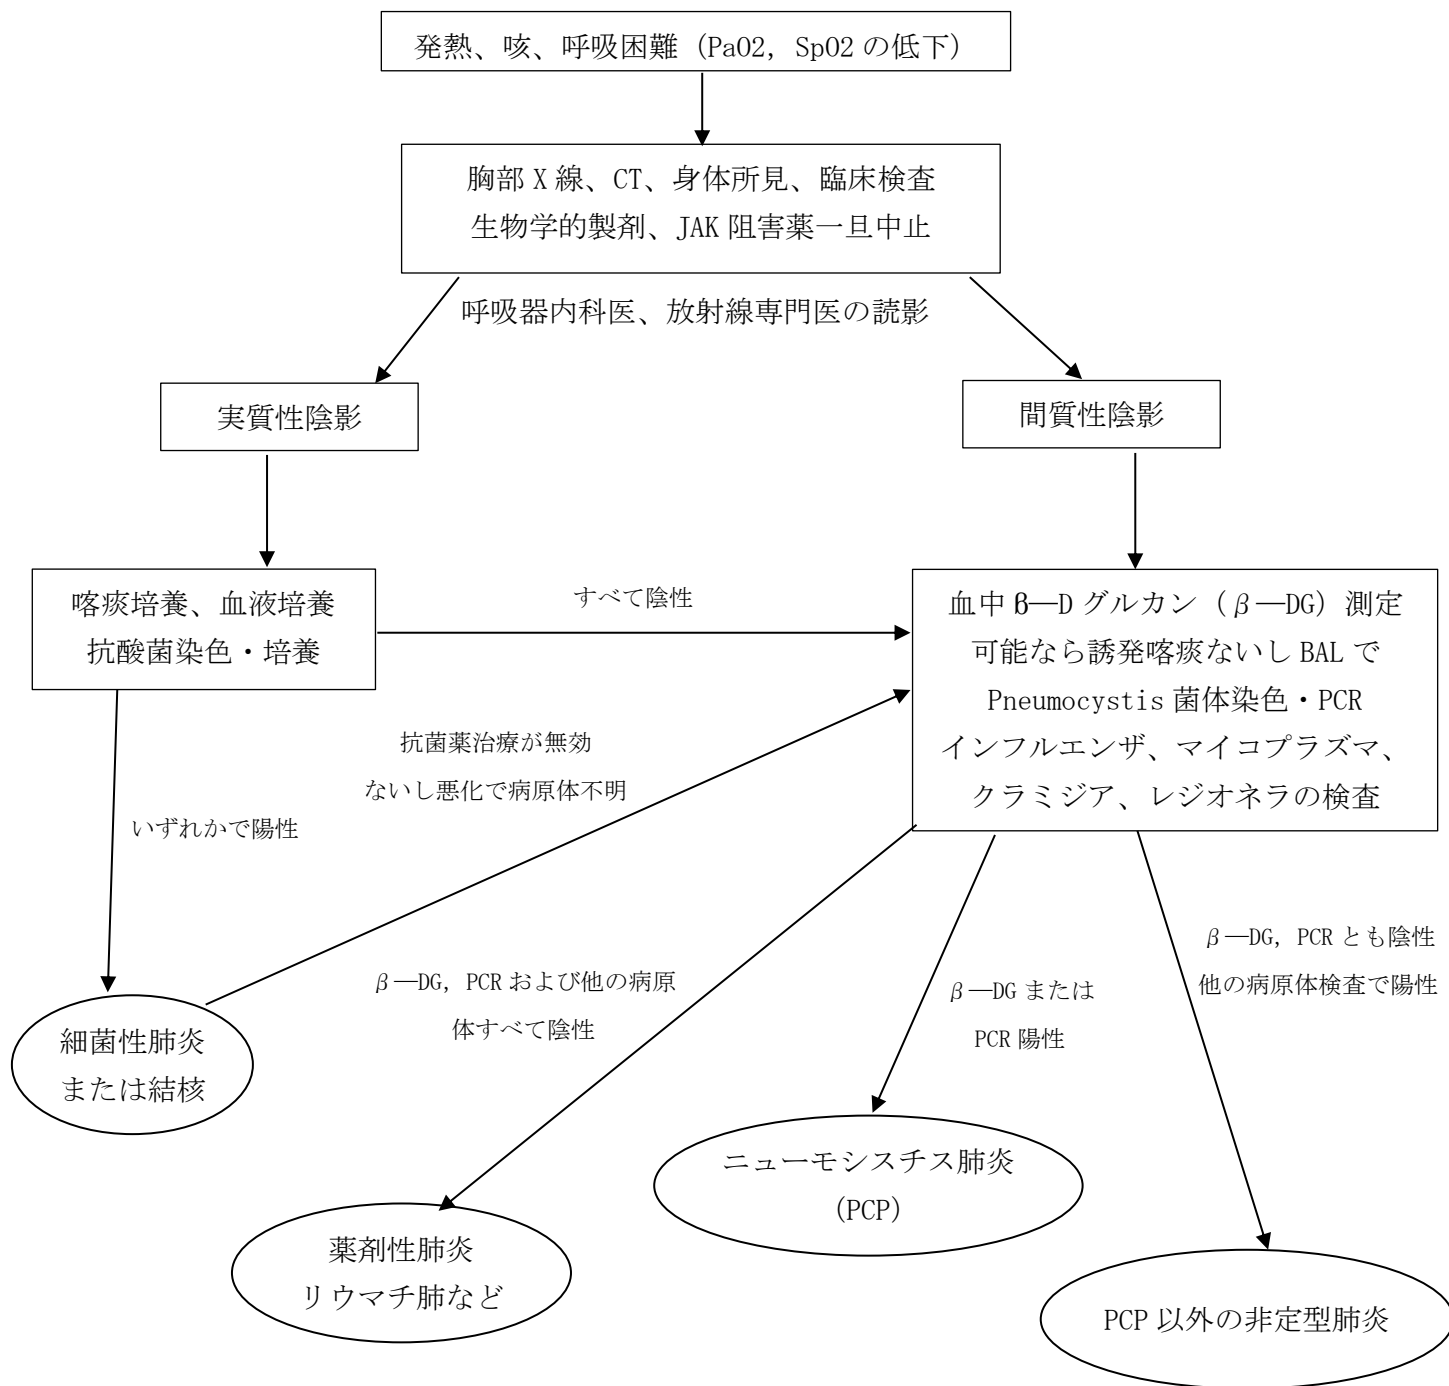 発熱、咳、呼吸困難（PaO2, SpO2 の低下）
胸部 X 線、CT、身体所見、臨床検査
生物学的製剤、JAK 阻害薬一旦中止
呼吸器内科医、放射線専門医の読影
実質性陰影
間質性陰影
喀痰培養、血液培養
抗酸菌染色・培養
すべて陰性
血中 β―D グルカン（β―DG）測定
可能なら誘発喀痰ないし BAL で
Pneumocystis 菌体染色・PCR
インフルエンザ、マイコプラズマ、
クラミジア、レジオネラの検査
抗菌薬治療が無効
ないし悪化で病原体不明
いずれかで陽性
β―DG, PCR および他の病原
体すべて陰性
β―DG または
PCR 陽性
β―DG, PCR とも陰性
他の病原体検査で陽性
細菌性肺炎
または結核
薬剤性肺炎
リウマチ肺など
ニューモシスチス肺炎
（PCP）
PCP 以外の非定型肺炎